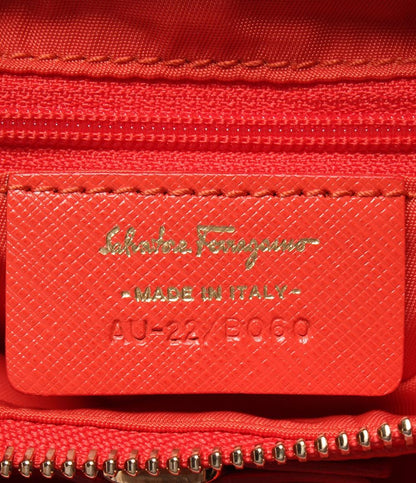 Salvatore Ferragamo
-MADE IN ITALY-
AU-22/B060